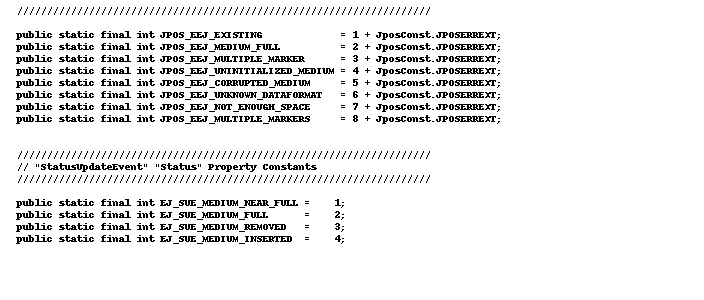 /////////////////////////////////////////////////////////////////////
public static final int JPOS_EEJ_EXISTING             = 1 + JposConst.JPOSERREXT;
public static final int JPOS_EEJ_MEDIUM_FULL          = 2 + JposConst.JPOSERREXT;
public static final int JPOS_EEJ_MULTIPLE_MARKER      = 3 + JposConst.JPOSERREXT;
public static final int JPOS_EEJ_UNINITIALIZED_MEDIUM = 4 + JposConst.JPOSERREXT;
public static final int JPOS_EEJ_CORRUPTED_MEDIUM     = 5 + JposConst.JPOSERREXT;
public static final int JPOS_EEJ_UNKNOWN_DATAFORMAT   = 6 + JposConst.JPOSERREXT;
public static final int JPOS_EEJ_NOT_ENOUGH_SPACE     = 7 + JposConst.JPOSERREXT;
public static final int JPOS_EEJ_MULTIPLE_MARKERS     = 8 + JposConst.JPOSERREXT;
/////////////////////////////////////////////////////////////////////
// "StatusUpdateEvent" "Status" Property Constants
/////////////////////////////////////////////////////////////////////
public static final int EJ_SUE_MEDIUM_NEAR_FULL =    1;
public static final int EJ_SUE_MEDIUM_FULL      =    2;
public static final int EJ_SUE_MEDIUM_REMOVED   =    3;
public static final int EJ_SUE_MEDIUM_INSERTED  =    4;